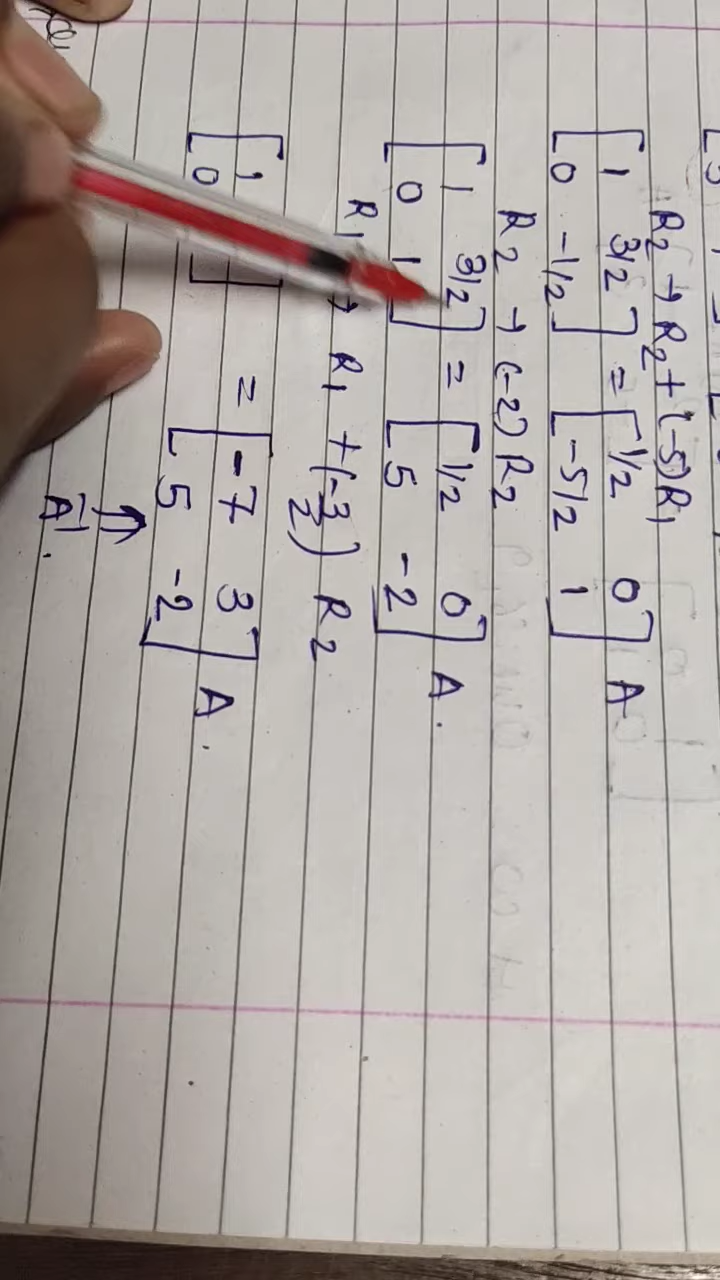 R2 → R2 + (-5)R1
[1 3/2] = [1/2 0] A
[0 -1/2] [-5/2 1]
R2 → (-2) R2
[1 3/2] = [1/2 0] A.
[0 1] [5 -2]
R1 → R1 + (-3/2) R2
[1 ] = [-7 3] A.
[0 ] [5 -2]
⇑
A⁻¹.